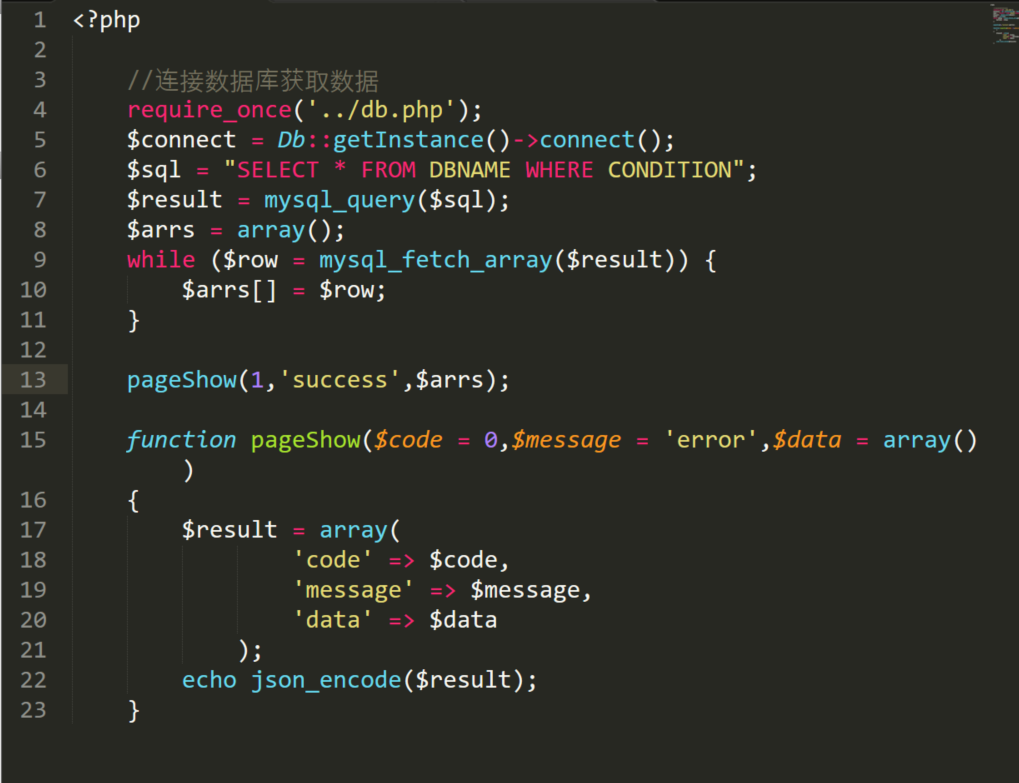 1 <?php
2
3 //连接数据库获取数据
4 require_once('../db.php');
5 $connect = Db::getInstance()->connect();
6 $sql = "SELECT * FROM DBNAME WHERE CONDITION";
7 $result = mysql_query($sql);
8 $arrs = array();
9 while ($row = mysql_fetch_array($result)) {
10 $arrs[] = $row;
11 }
12
13 pageShow(1,'success',$arrs);
14
15 function pageShow($code = 0,$message = 'error',$data = array()
)
16 {
17 $result = array(
18 'code' => $code,
19 'message' => $message,
20 'data' => $data
21 );
22 echo json_encode($result);
23 }